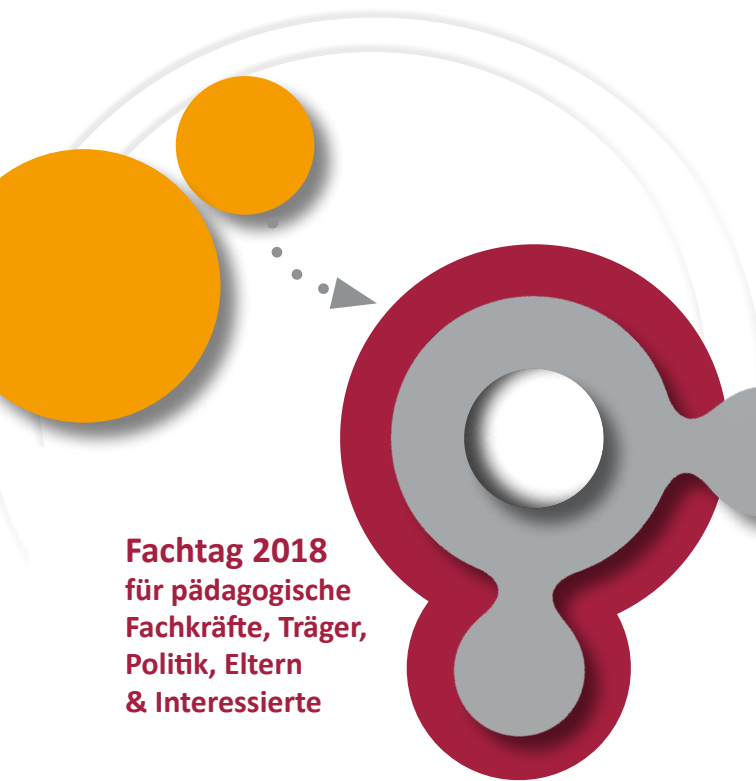 Fachtag 2018
für pädagogische
Fachkräfte, Träger,
Politik, Eltern
& Interessierte